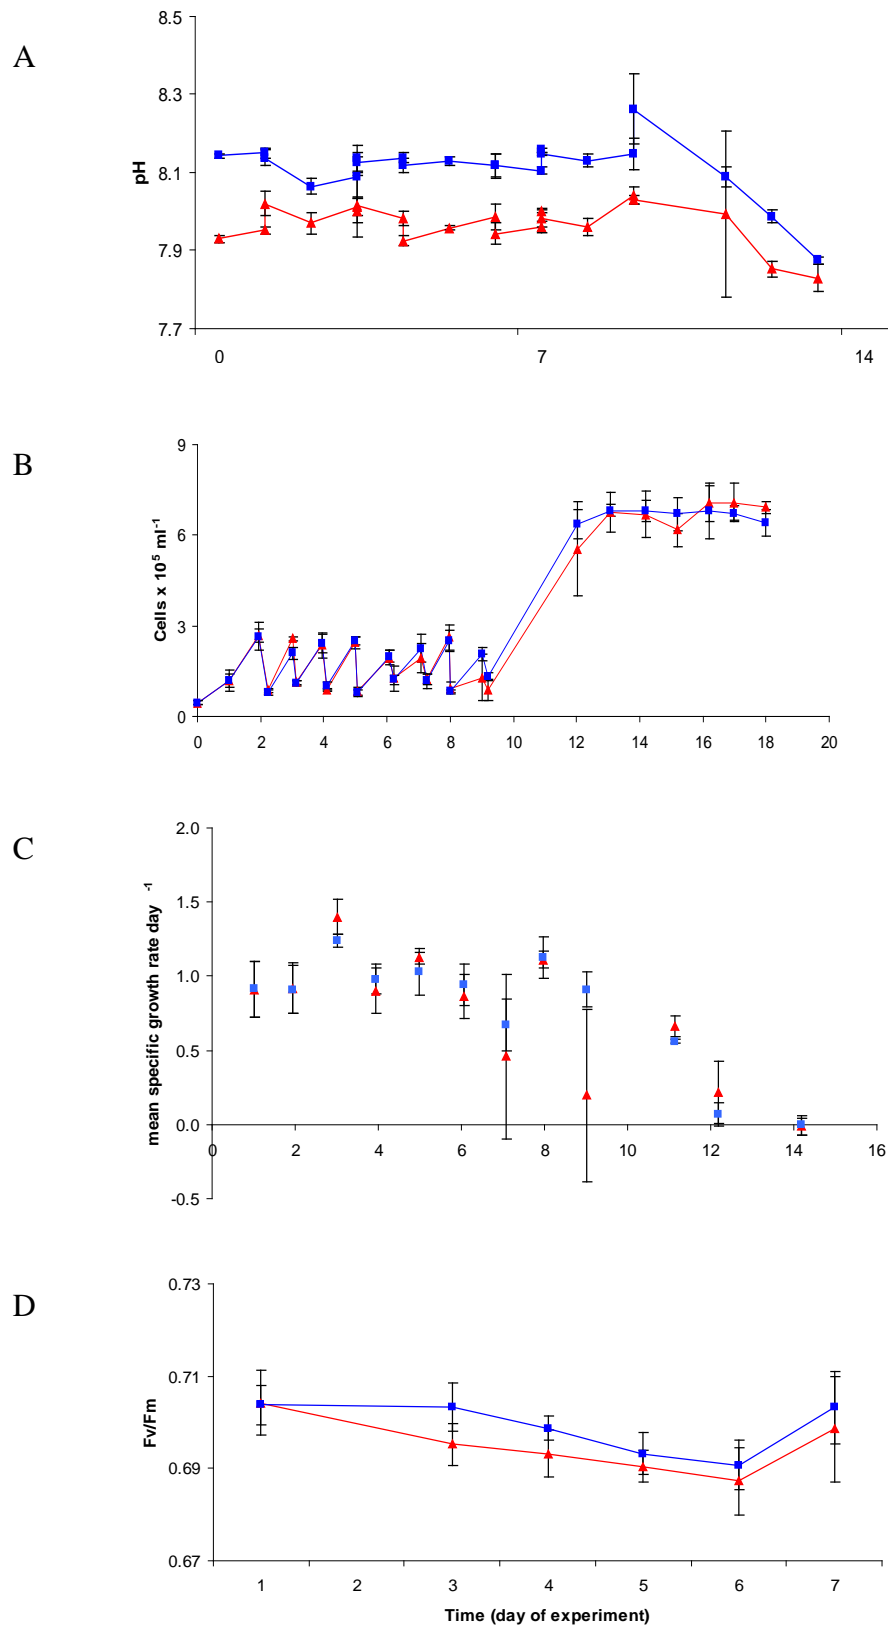 A
8.5
8.3
8.1
7.9
7.7
pH
0 7 14
B
9
6
3
0
Cells x 10⁵ ml⁻¹
0 2 4 6 8 10 12 14 16 18 20
C
2.0
1.5
1.0
0.5
0.0
-0.5
mean specific growth rate day ⁻¹
0 2 4 6 8 10 12 14 16
D
0.73
0.71
0.69
0.67
Fv/Fm
1 2 3 4 5 6 7
Time (day of experiment)